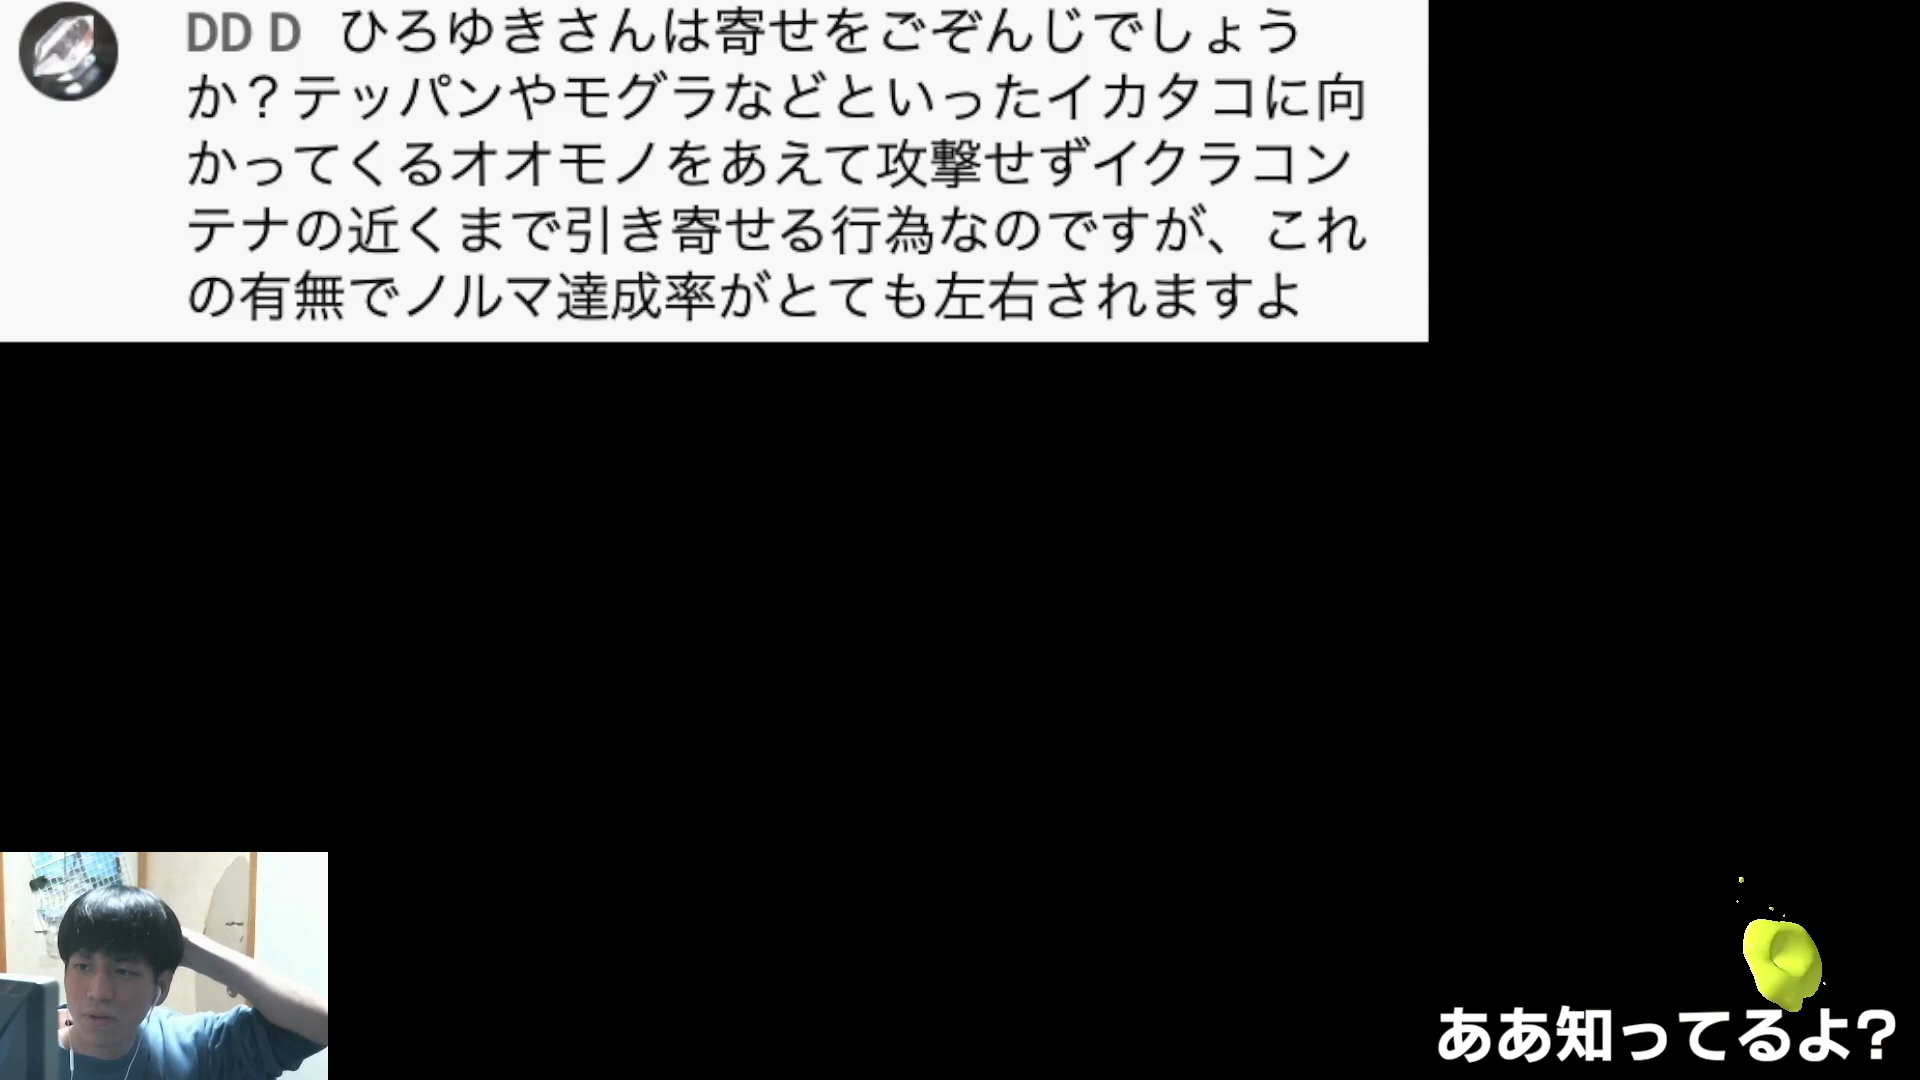 DD D ひろゆきさんは寄せをごぞんじでしょう
か？テッパンやモグラなどといったイカタコに向
かってくるオオモノをあえて攻撃せずイクラコン
テナの近くまで引き寄せる行為なのですが、これ
の有無でノルマ達成率がとても左右されますよ
ああ知ってるよ?